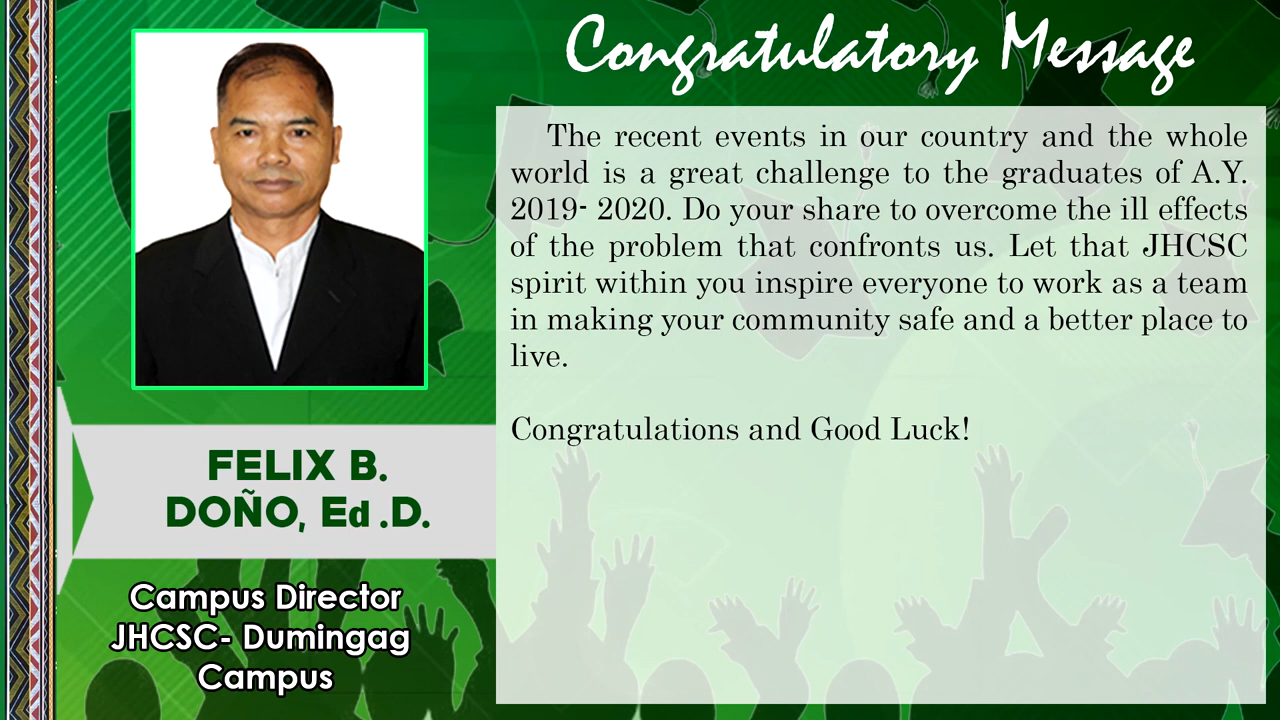 Congratulatory Message
The recent events in our country and the whole
world is a great challenge to the graduates of A.Y.
2019- 2020. Do your share to overcome the ill effects
of the problem that confronts us. Let that JHCSC
spirit within you inspire everyone to work as a team
in making your community safe and a better place to
live.
Congratulations and Good Luck!
FELIX B.
DOÑO, Ed .D.
Campus Director
JHCSC- Dumingag
Campus